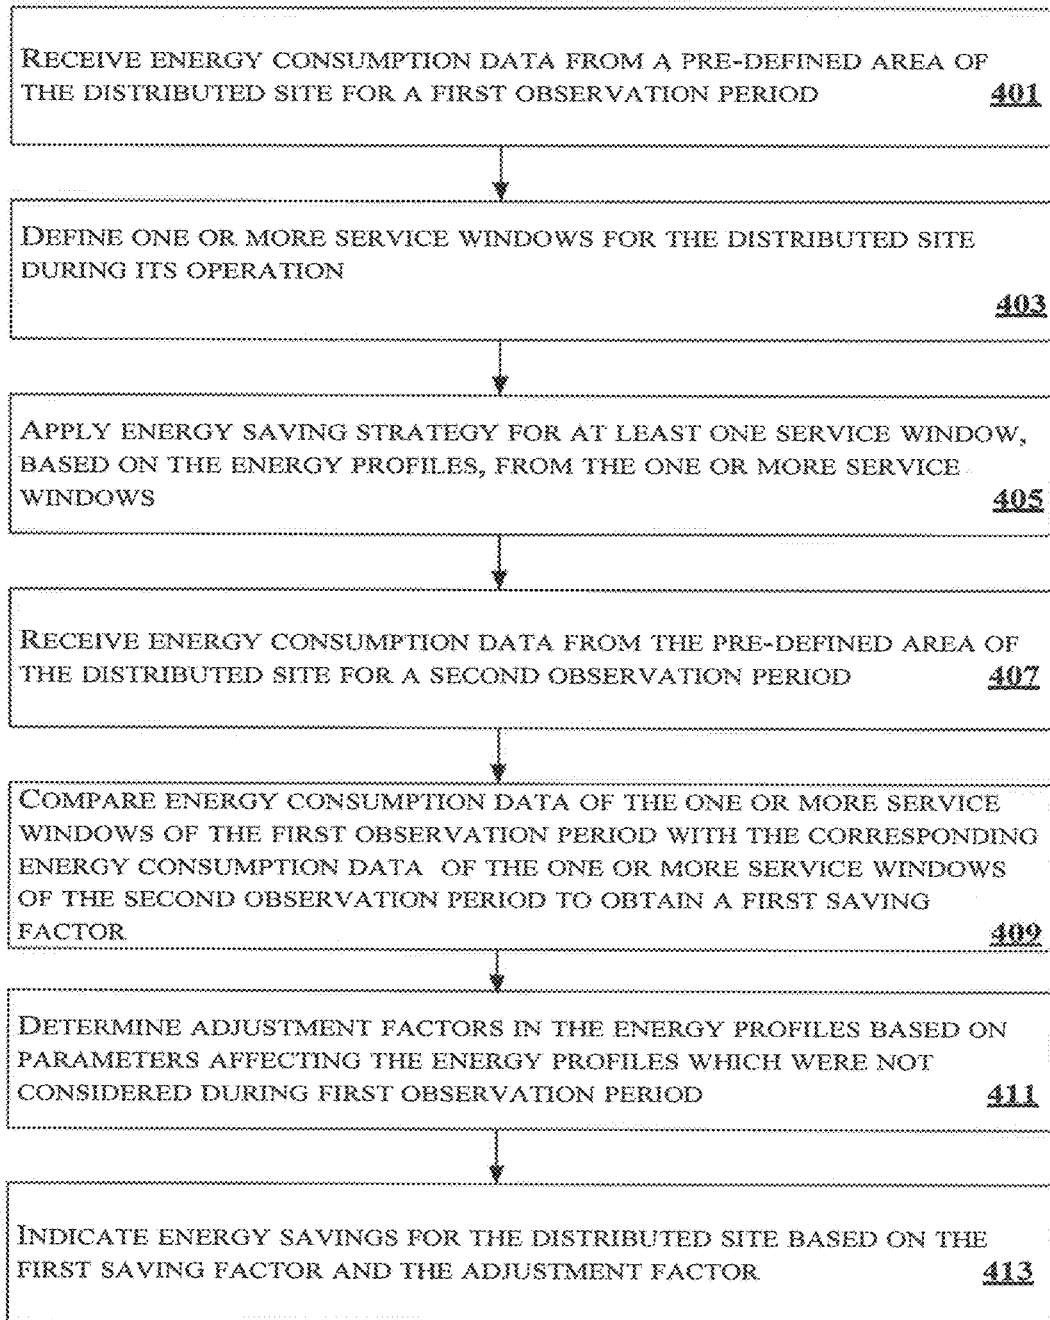 RECEIVE ENERGY CONSUMPTION DATA FROM A PRE-DEFINED AREA OF
THE DISTRIBUTED SITE FOR A FIRST OBSERVATION PERIOD 401
DEFINE ONE OR MORE SERVICE WINDOWS FOR THE DISTRIBUTED SITE
DURING ITS OPERATION
403
APPLY ENERGY SAVING STRATEGY FOR AT LEAST ONE SERVICE WINDOW,
BASED ON THE ENERGY PROFILES, FROM THE ONE OR MORE SERVICE
WINDOWS 405
RECEIVE ENERGY CONSUMPTION DATA FROM THE PRE-DEFINED AREA OF
THE DISTRIBUTED SITE FOR A SECOND OBSERVATION PERIOD 407
COMPARE ENERGY CONSUMPTION DATA OF THE ONE OR MORE SERVICE
WINDOWS OF THE FIRST OBSERVATION PERIOD WITH THE CORRESPONDING
ENERGY CONSUMPTION DATA OF THE ONE OR MORE SERVICE WINDOWS
OF THE SECOND OBSERVATION PERIOD TO OBTAIN A FIRST SAVING
FACTOR 409
DETERMINE ADJUSTMENT FACTORS IN THE ENERGY PROFILES BASED ON
PARAMETERS AFFECTING THE ENERGY PROFILES WHICH WERE NOT
CONSIDERED DURING FIRST OBSERVATION PERIOD 411
INDICATE ENERGY SAVINGS FOR THE DISTRIBUTED SITE BASED ON THE
FIRST SAVING FACTOR AND THE ADJUSTMENT FACTOR 413